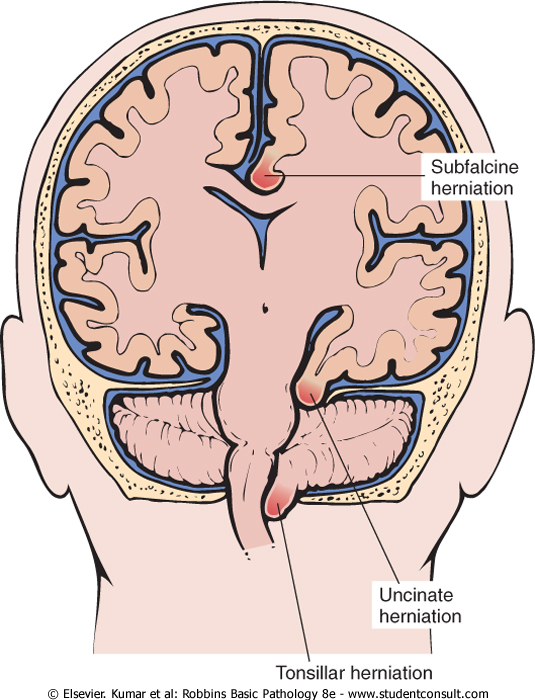 Subfalcine
herniation
Uncinate
herniation
Tonsillar herniation
© Elsevier. Kumar et al: Robbins Basic Pathology 8e - www.studentconsult.com